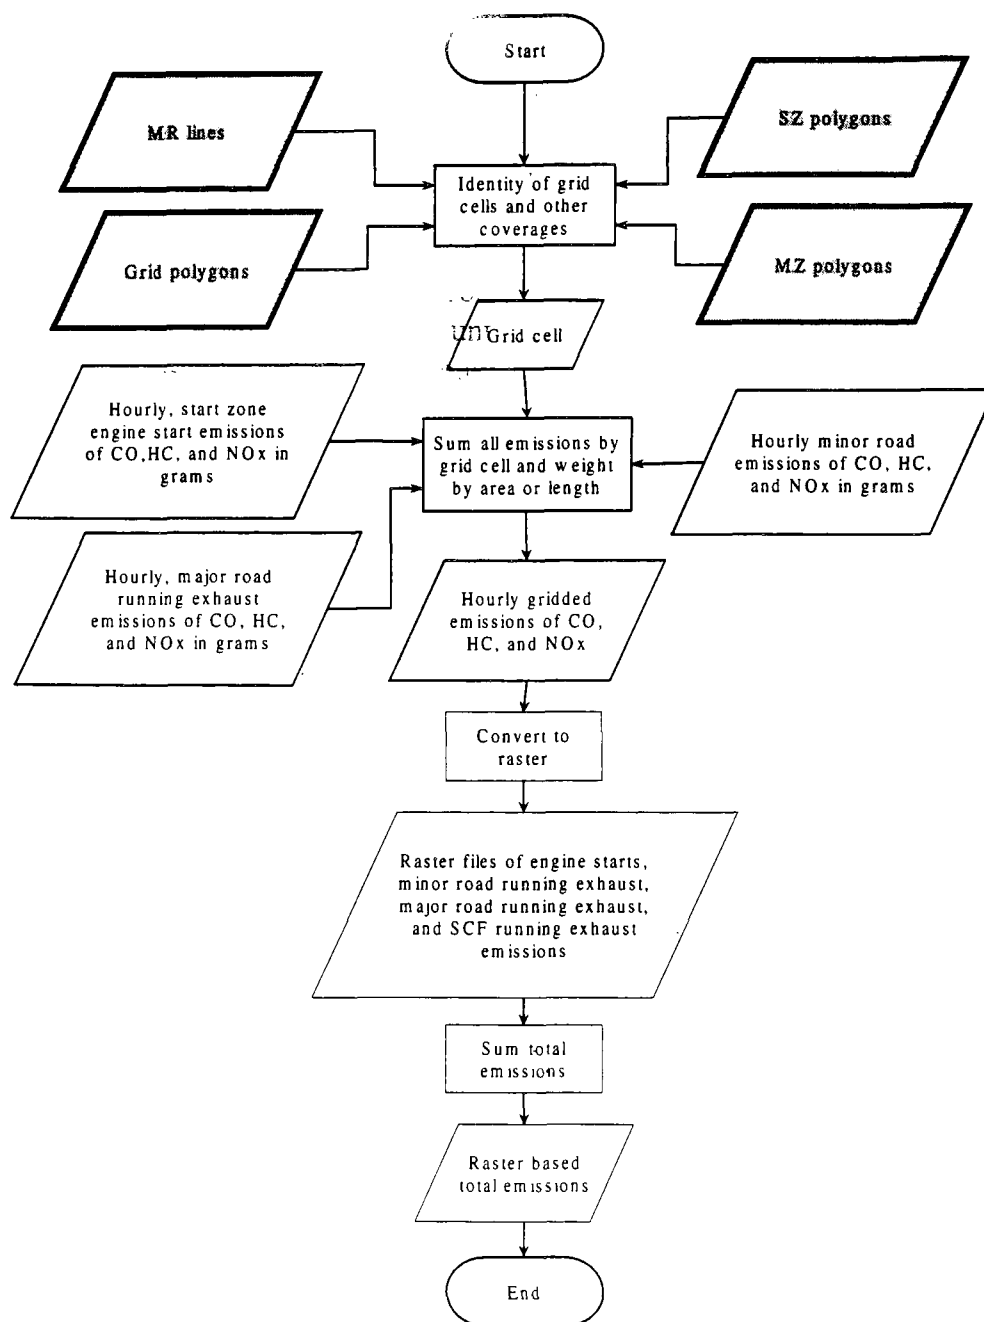 Start
MR lines
SZ polygons
Identity of grid
cells and other
coverages
Grid polygons
MZ polygons
Grid cell
Hourly, start zone
engine start emissions
of CO,HC, and NOx in
grams
Sum all emissions by
grid cell and weight
by area or length
Hourly minor road
emissions of CO, HC,
and NOx in grams
Hourly, major road
running exhaust
emissions of CO, HC,
and NOx in grams
Hourly gridded
emissions of CO,
HC, and NOx
Convert to
raster
Raster files of engine starts,
minor road running exhaust,
major road running exhaust,
and SCF running exhaust
emissions
Sum total
emissions
Raster based
total emissions
End